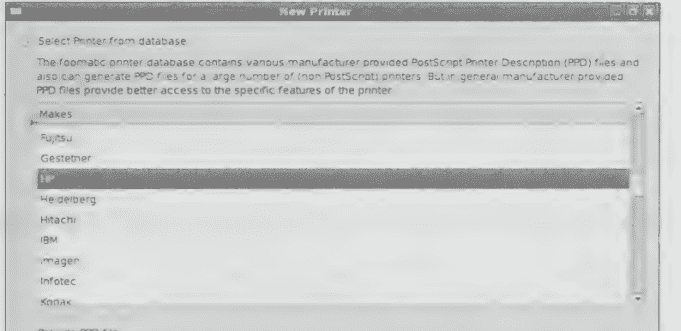 New Printer
Select Printer from database
The foomatic printer database contains various manufacturer provided PostScript Printer Description (PPD) files and
also can generate PPD files for a large number of (non PostScript) printers. But in general manufacturer provided
PPD files provide better access to the specific features of the printer
Makes
Fujitsu
Gestetner
HP
Heidelberg
Hitachi
IBM
Imagen
Infotec